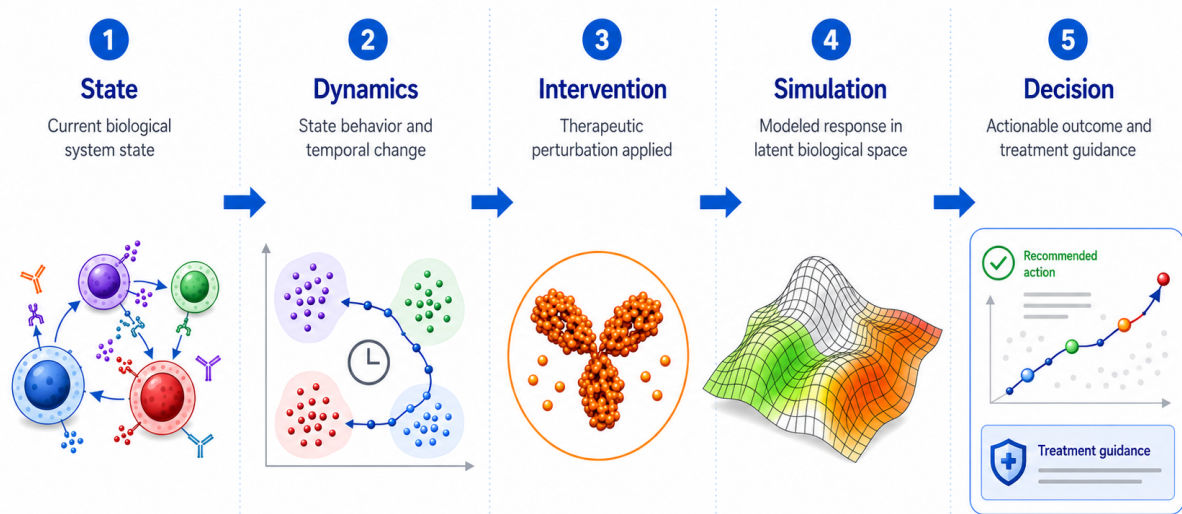 1
State
Current biological
system state
2
Dynamics
State behavior and
temporal change
3
Intervention
Therapeutic
perturbation applied
4
Simulation
Modeled response in
latent biological space
5
Decision
Actionable outcome and
treatment guidance
Recommended
action
Treatment guidance